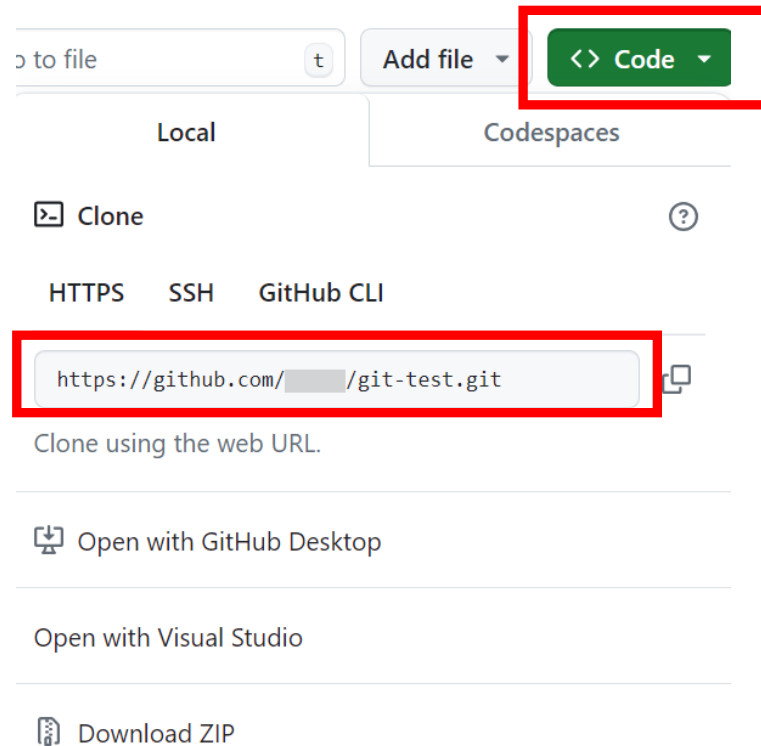 o to file t Add file <> Code
Local Codespaces
Clone
HTTPS SSH GitHub CLI
https://github.com/ /git-test.git
Clone using the web URL.
Open with GitHub Desktop
Open with Visual Studio
Download ZIP